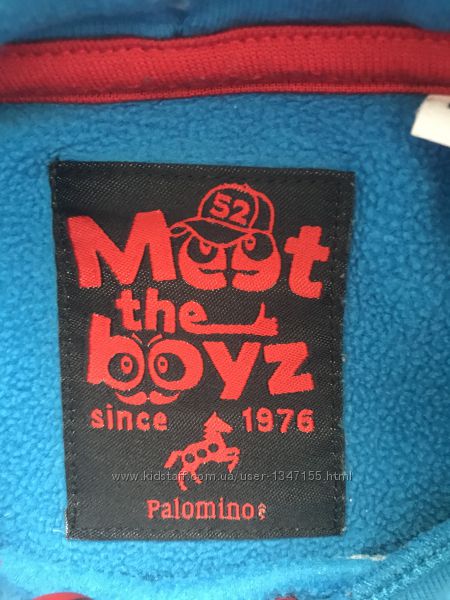 52
Meet
the
boyz
since 1976
www.kidstaff.com.ua/user-1347155.html
Palomino